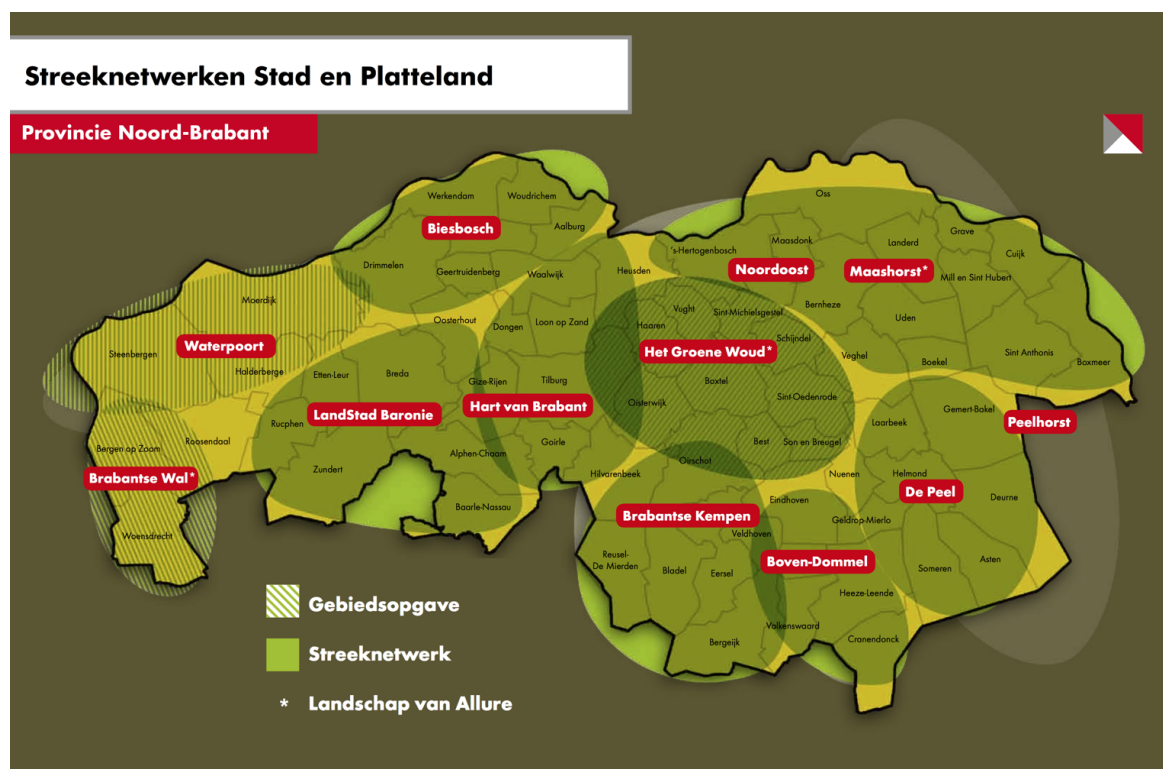 Streeknetwerken Stad en Platteland
Provincie Noord-Brabant
Werkendam
Woudrichem
Biesbosch
Aalburg
Drimmelen
Geertruidenberg
Waalwijk
Heusden
Oss
's-Hertogenbosch
Maasdonk
Landerd
Grave
Cuijk
Noordoost
Maashorst*
Mill en Sint Hubert
Moerdijk
Oosterhout
Dongen
Loon op Zand
Haaren
Vught
Sint-Michielsgestel
Bernheze
Uden
Steenbergen
Waterpoort
Halderberge
Etten-Leur
Breda
Gize-Rijen
Tilburg
Het Groene Woud*
Schijndel
Veghel
Boekel
Sint Anthonis
Boxmeer
Boxtel
Sint-Oedenrode
Oisterwijk
Rucphen
LandStad Baronie
Hart van Brabant
Laarbeek
Gemert-Bakel
Peelhorst
Bergen op Zoom
Roosendaal
Brabantse Wal*
Zundert
Alphen-Chaam
Goirle
Hilvarenbeek
Oirschot
Best
Son en Breugel
Nuenen
Helmond
De Peel
Deurne
Woensdrecht
Baarle-Nassau
Brabantse Kempen
Eindhoven
Geldrop-Mierlo
Veldhoven
Reusel-
De Mierden
Bladel
Eersel
Boven-Dommel
Someren
Asten
Heeze-Leende
Valkenswaard
Bergeijk
Cranendonck
Gebiedsopgave
Streeknetwerk
* Landschap van Allure